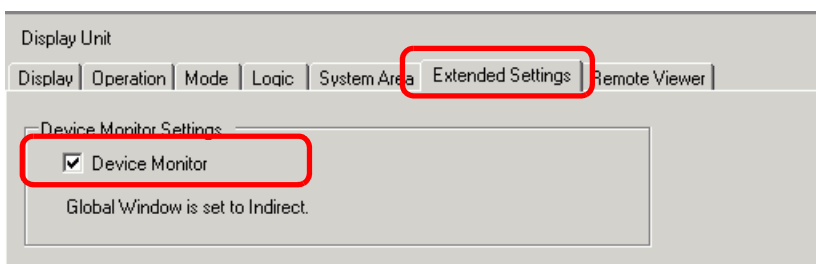 Display Unit
Display Operation Mode Logic System Area Extended Settings Remote Viewer
Device Monitor Settings
Device Monitor
Global Window is set to Indirect.